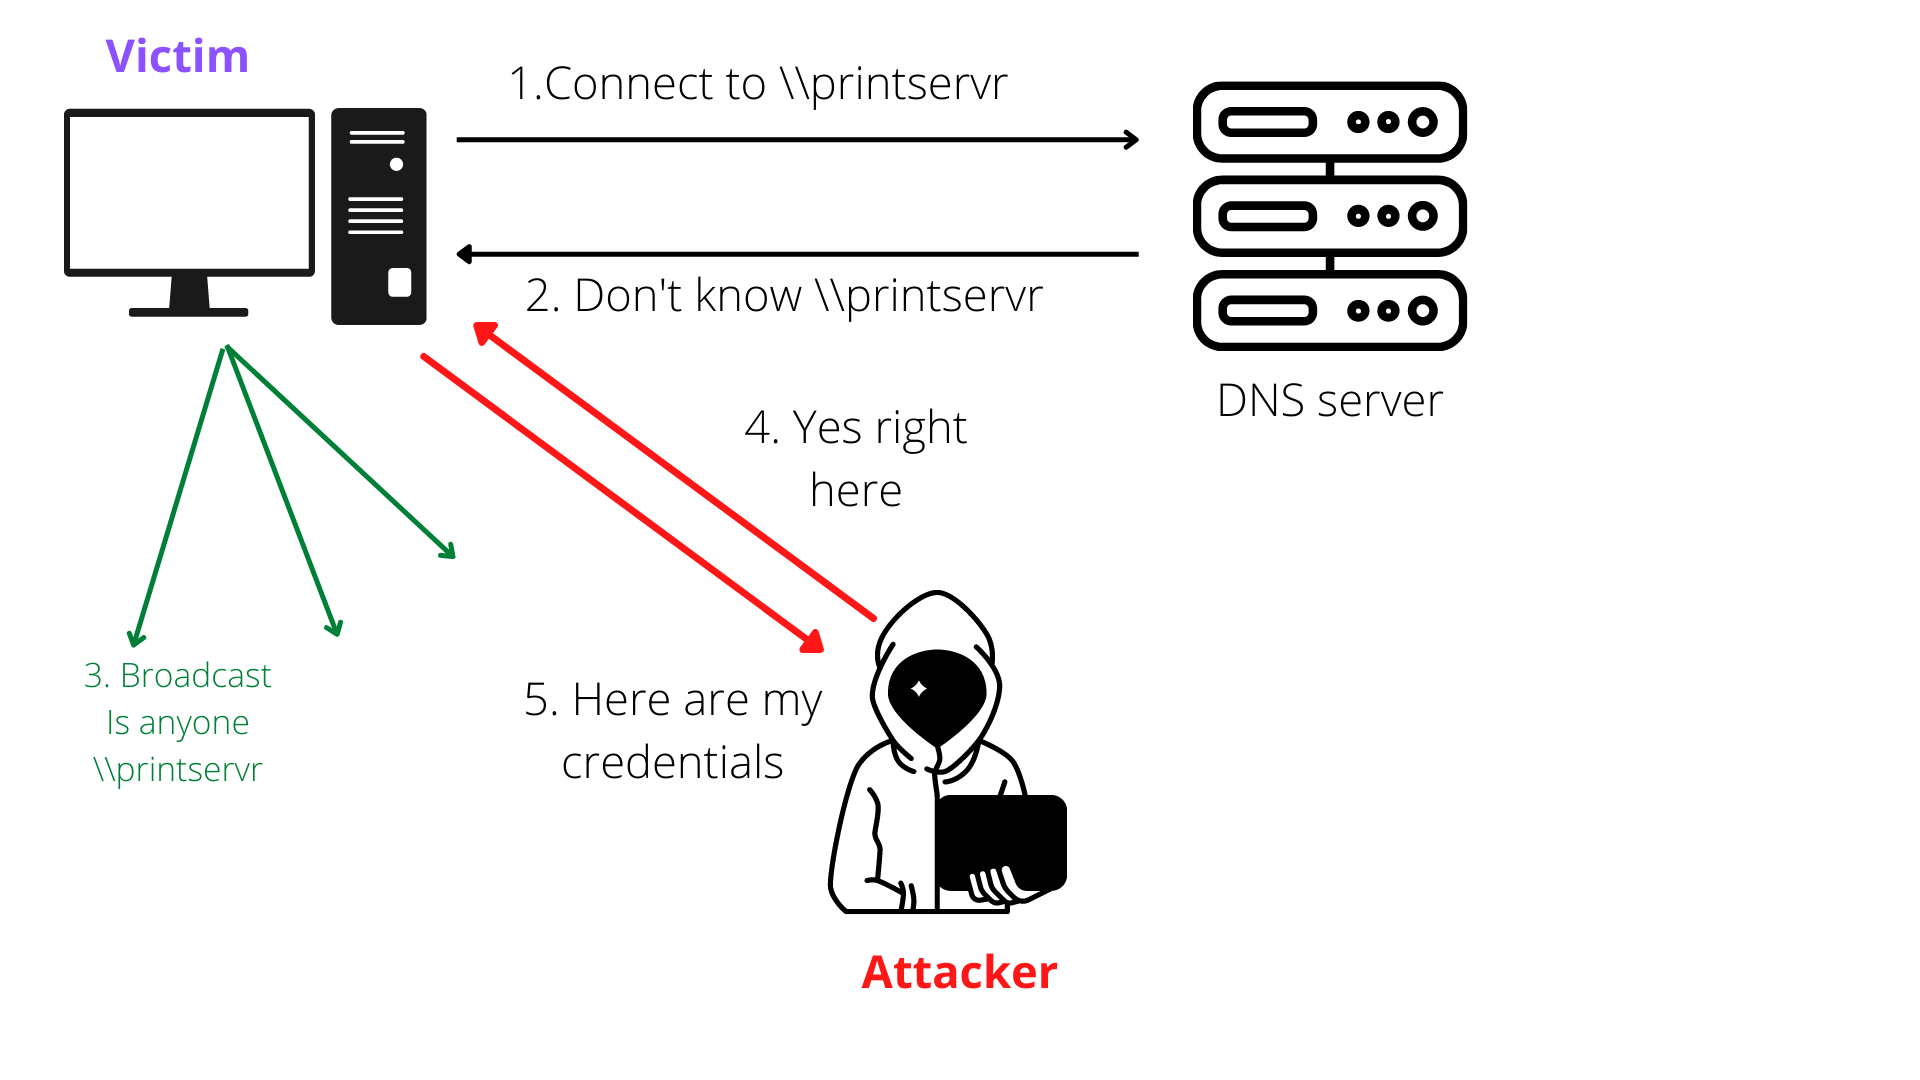 Victim
1.Connect to \\printservr
2. Don't know \\printservr
DNS server
4. Yes right
here
3. Broadcast
Is anyone
\\printservr
5. Here are my
credentials
Attacker